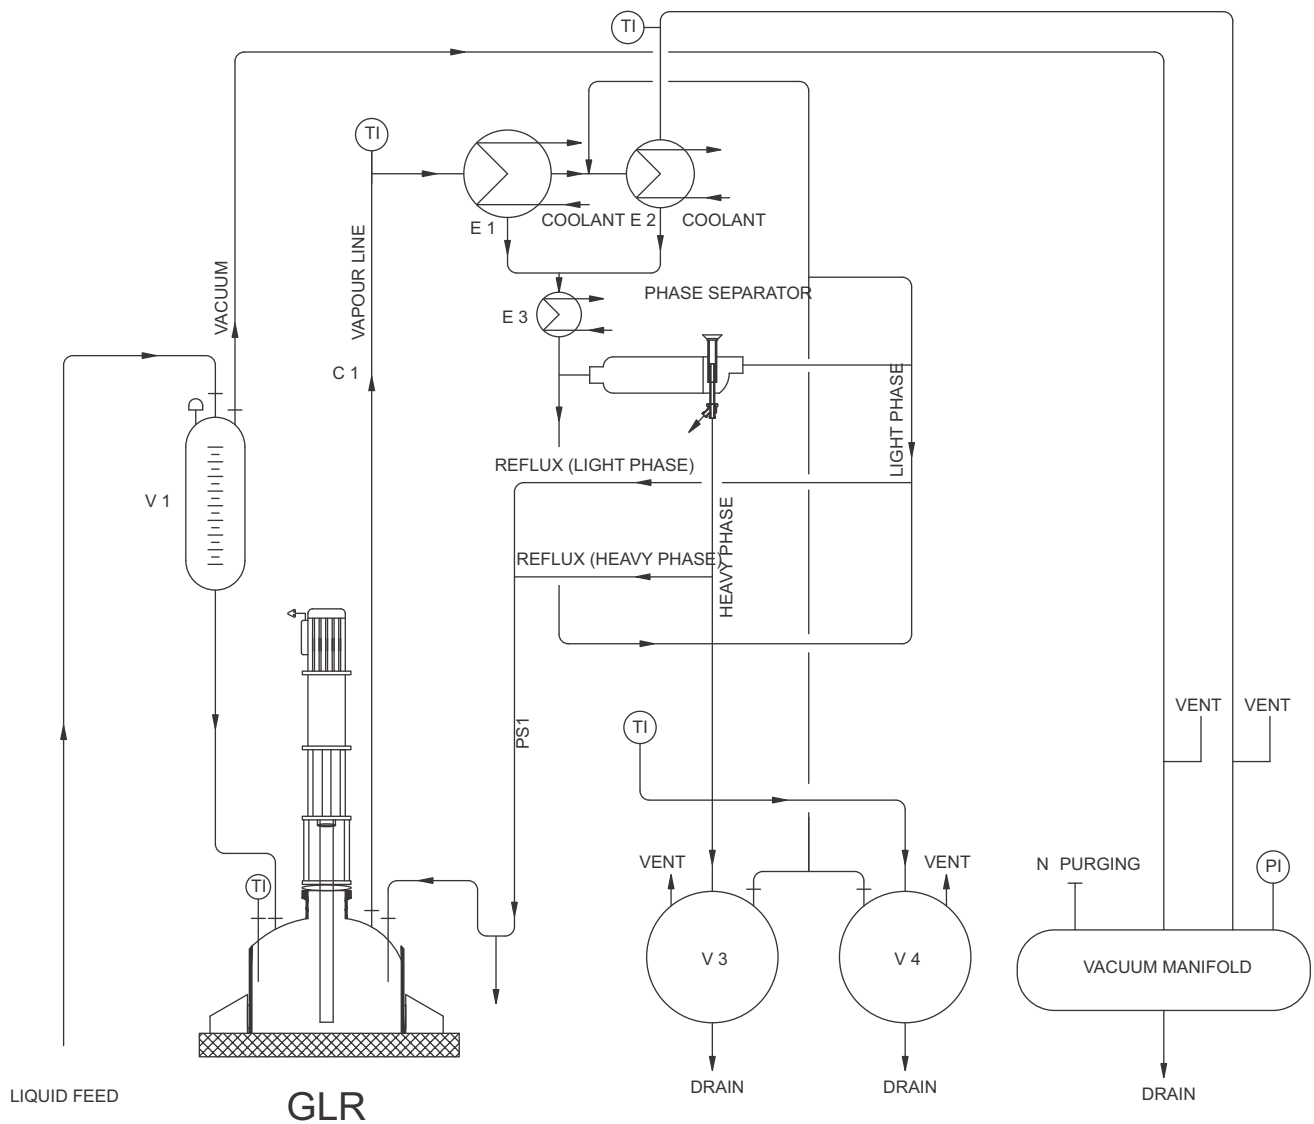 TI
TI
COOLANT
E 2
COOLANT
E 1
VACUUM
VAPOUR LINE
PHASE SEPARATOR
E 3
C 1
LIGHT PHASE
REFLUX (LIGHT PHASE)
V 1
HEAVY PHASE
REFLUX (HEAVY PHASE)
PS1
TI
VENT
VENT
VENT
VENT
N PURGING
PI
TI
V 3
V 4
VACUUM MANIFOLD
DRAIN
DRAIN
DRAIN
LIQUID FEED
GLR